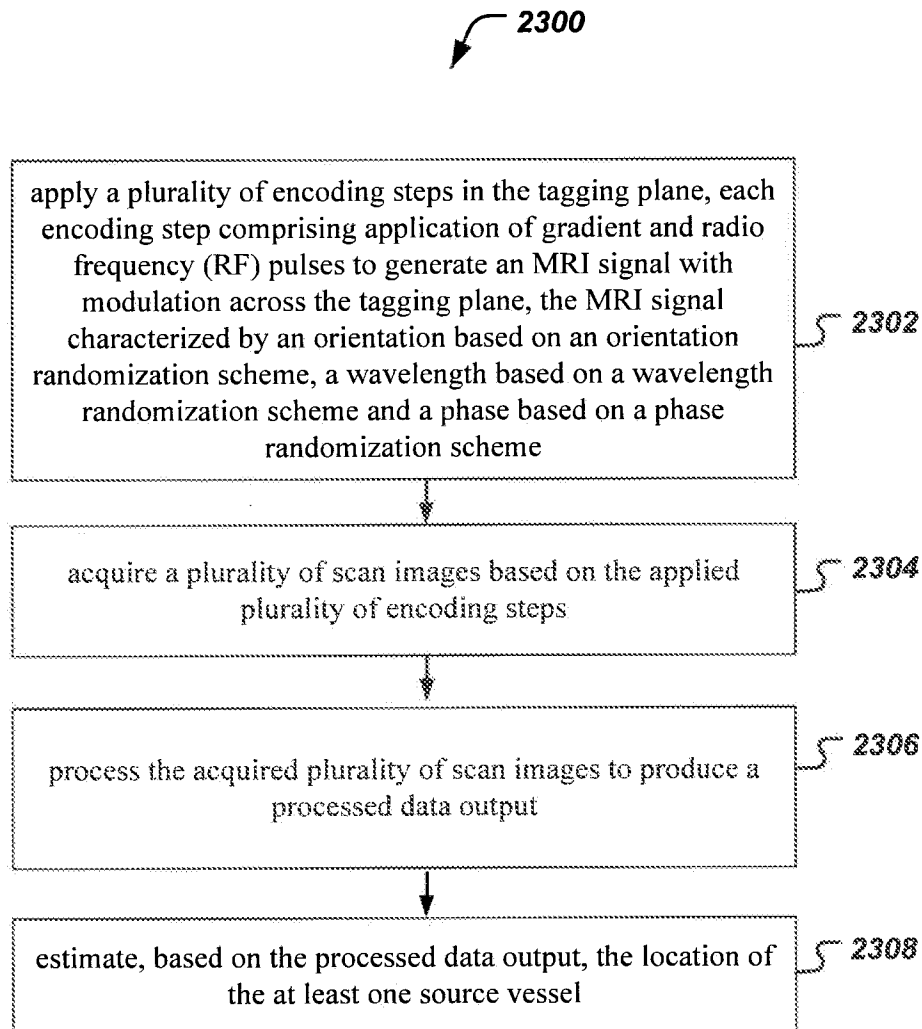 2300
apply a plurality of encoding steps in the tagging plane, each
encoding step comprising application of gradient and radio
frequency (RF) pulses to generate an MRI signal with
modulation across the tagging plane, the MRI signal
characterized by an orientation based on an orientation
randomization scheme, a wavelength based on a wavelength
randomization scheme and a phase based on a phase
randomization scheme
2302
acquire a plurality of scan images based on the applied
plurality of encoding steps
2304
process the acquired plurality of scan images to produce a
processed data output
2306
estimate, based on the processed data output, the location of
the at least one source vessel
2308